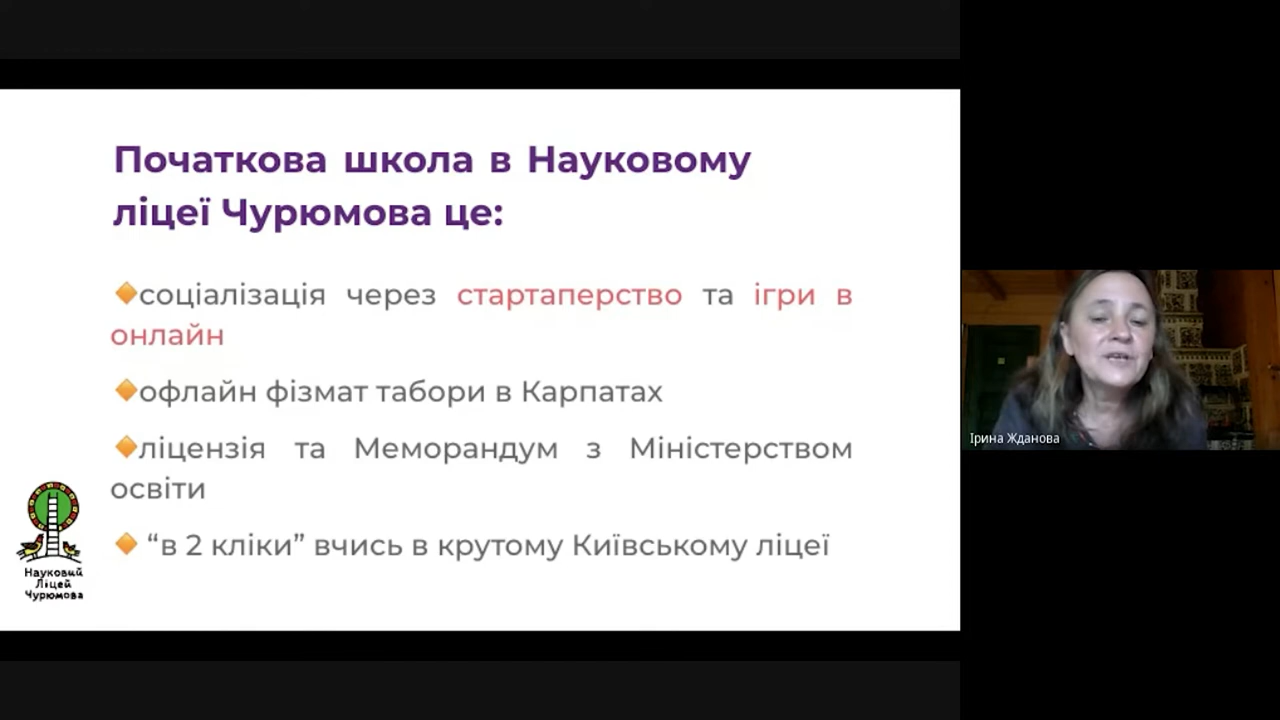 Початкова школа в Науковому
ліцеї Чурюмова це:
🔸соціалізація через стартаперство та ігри в
онлайн
🔸офлайн фізмат табори в Карпатах
🔸ліцензія та Меморандум з Міністерством
освіти
🔸 “в 2 кліки” вчись в крутому Київському ліцеї
Науковий
Ліцей
Чурюмова
Ірина Жданова